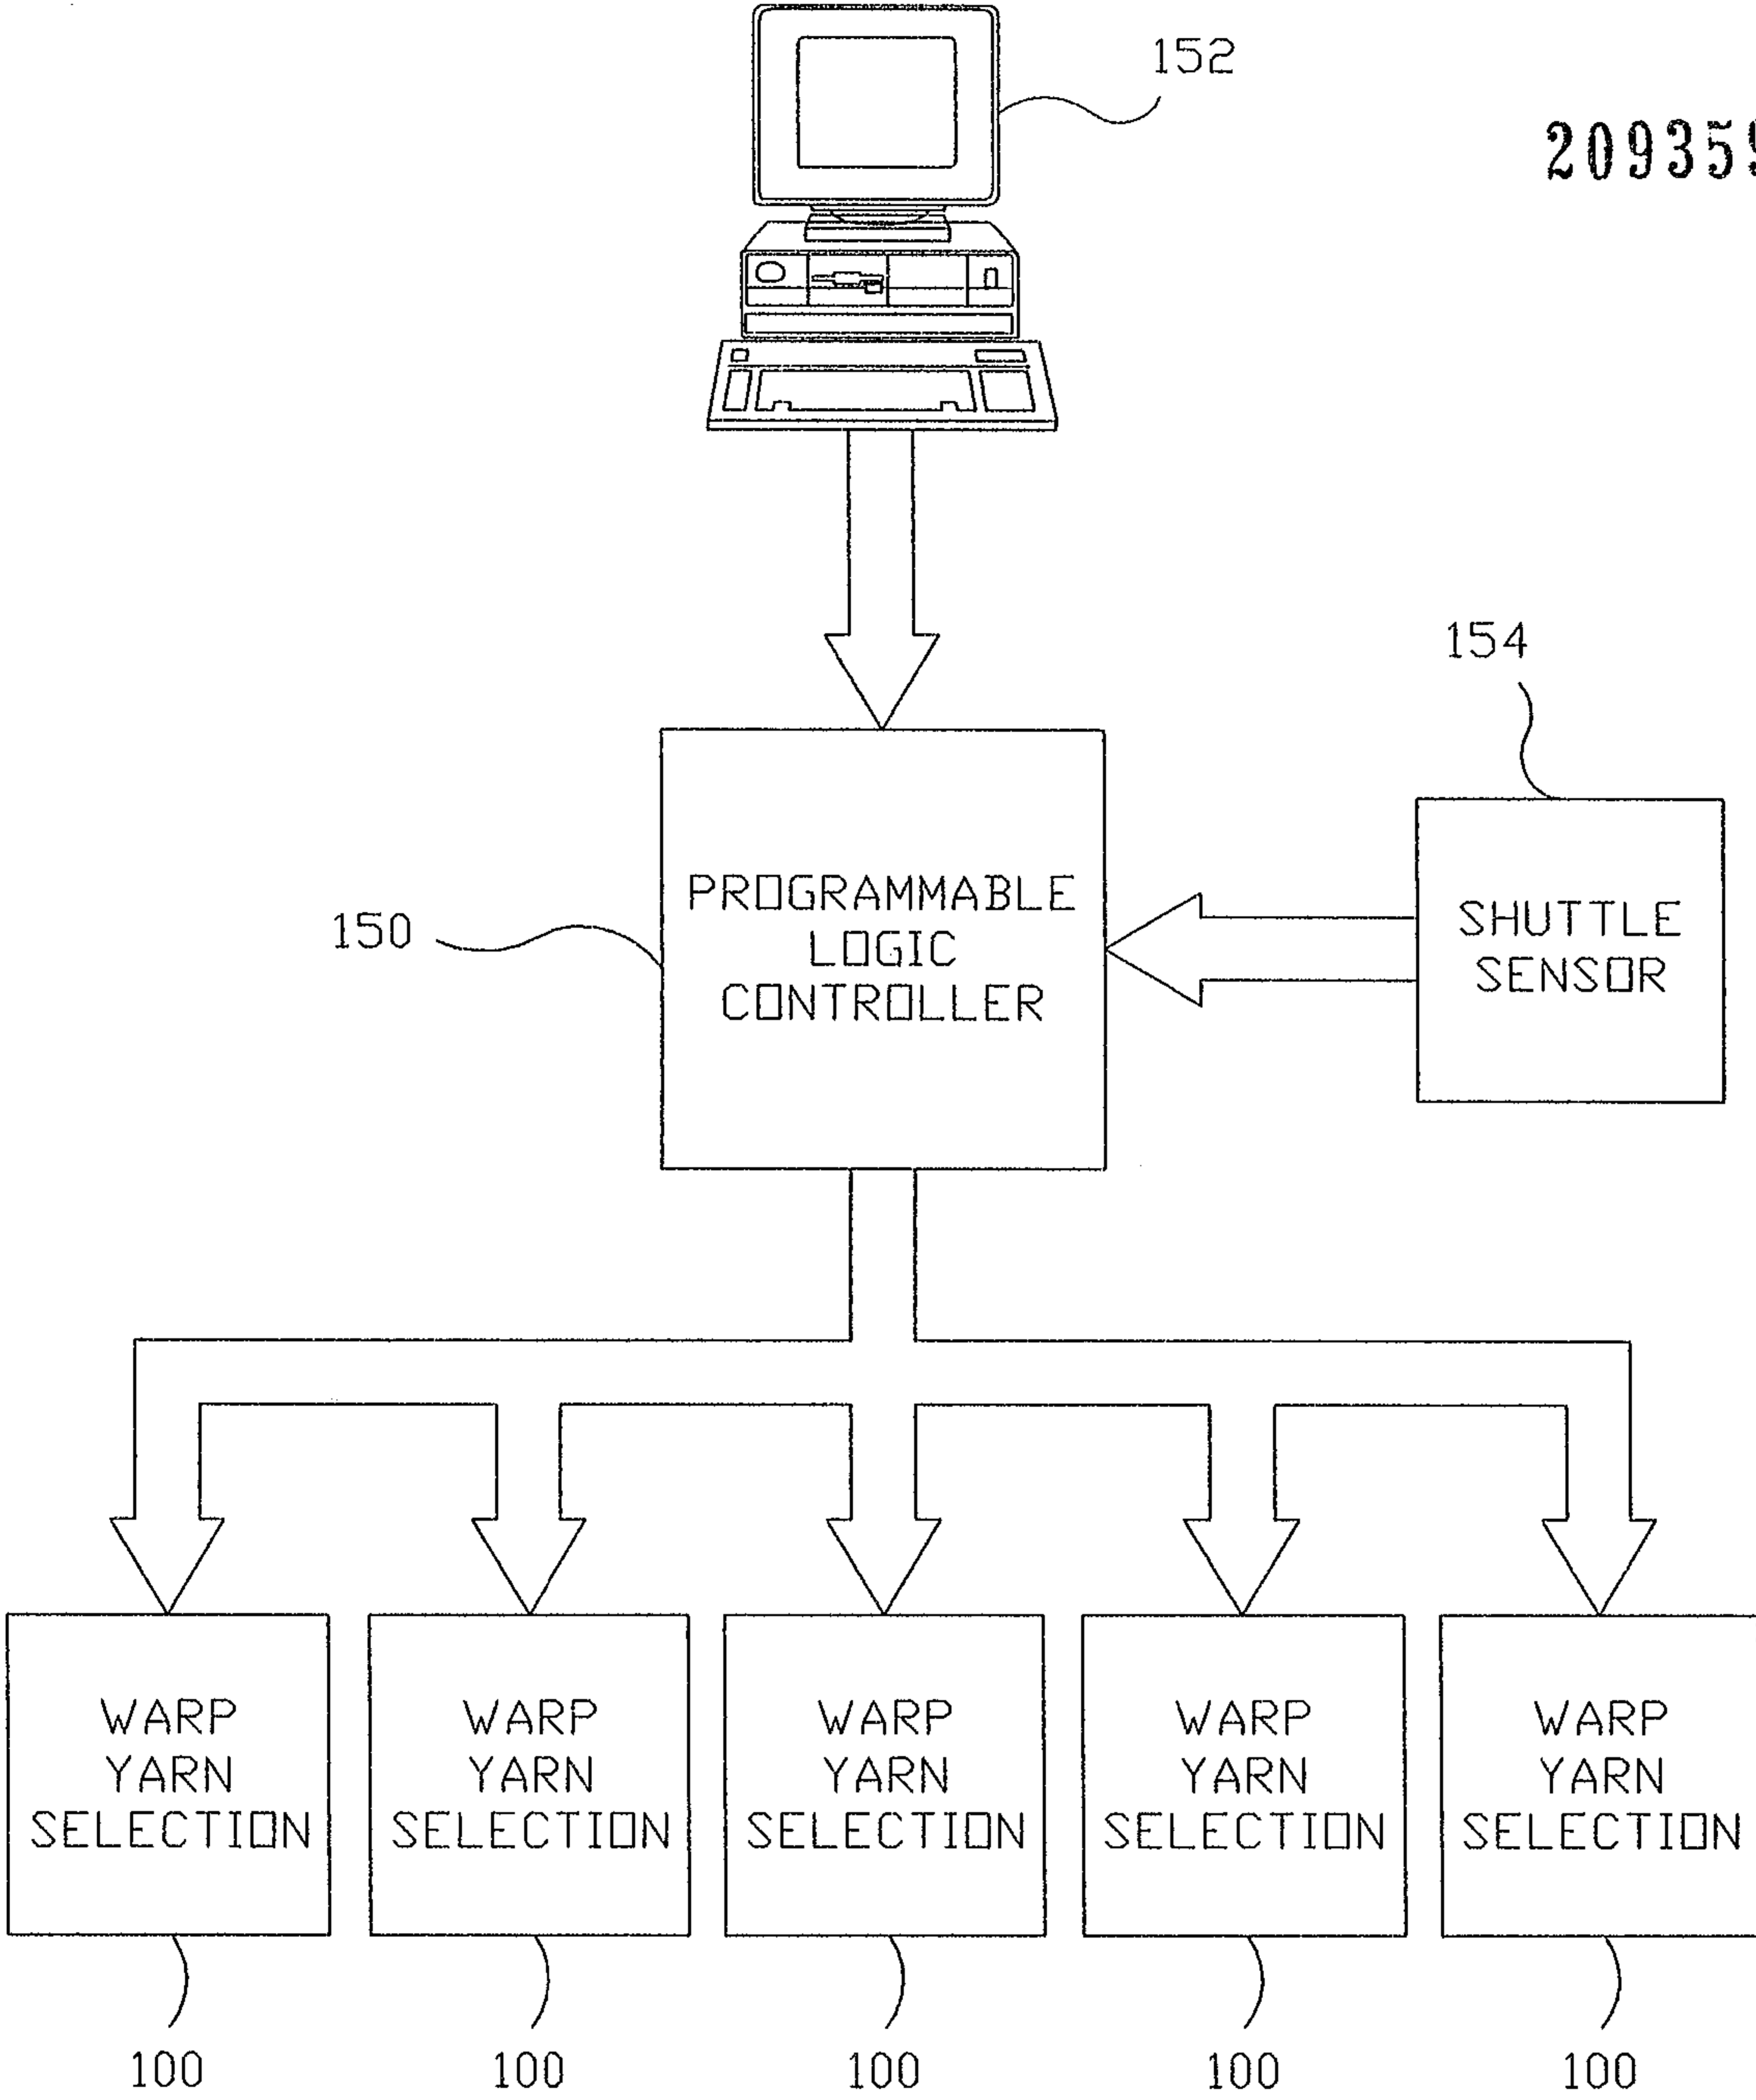 152
209359
154
PROGRAMMABLE
LOGIC
CONTROLLER
150
SHUTTLE
SENSOR
WARP
YARN
SELECTION
WARP
YARN
SELECTION
WARP
YARN
SELECTION
WARP
YARN
SELECTION
WARP
YARN
SELECTION
100
100
100
100
100